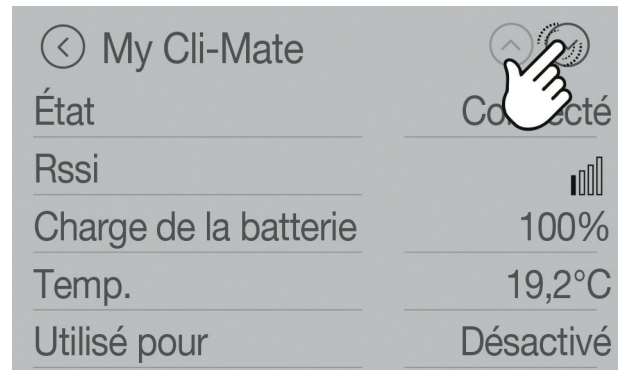 My Cli-Mate
État
Rssi
Charge de la batterie 100%
Temp. 19,2°C
Utilisé pour Désactivé